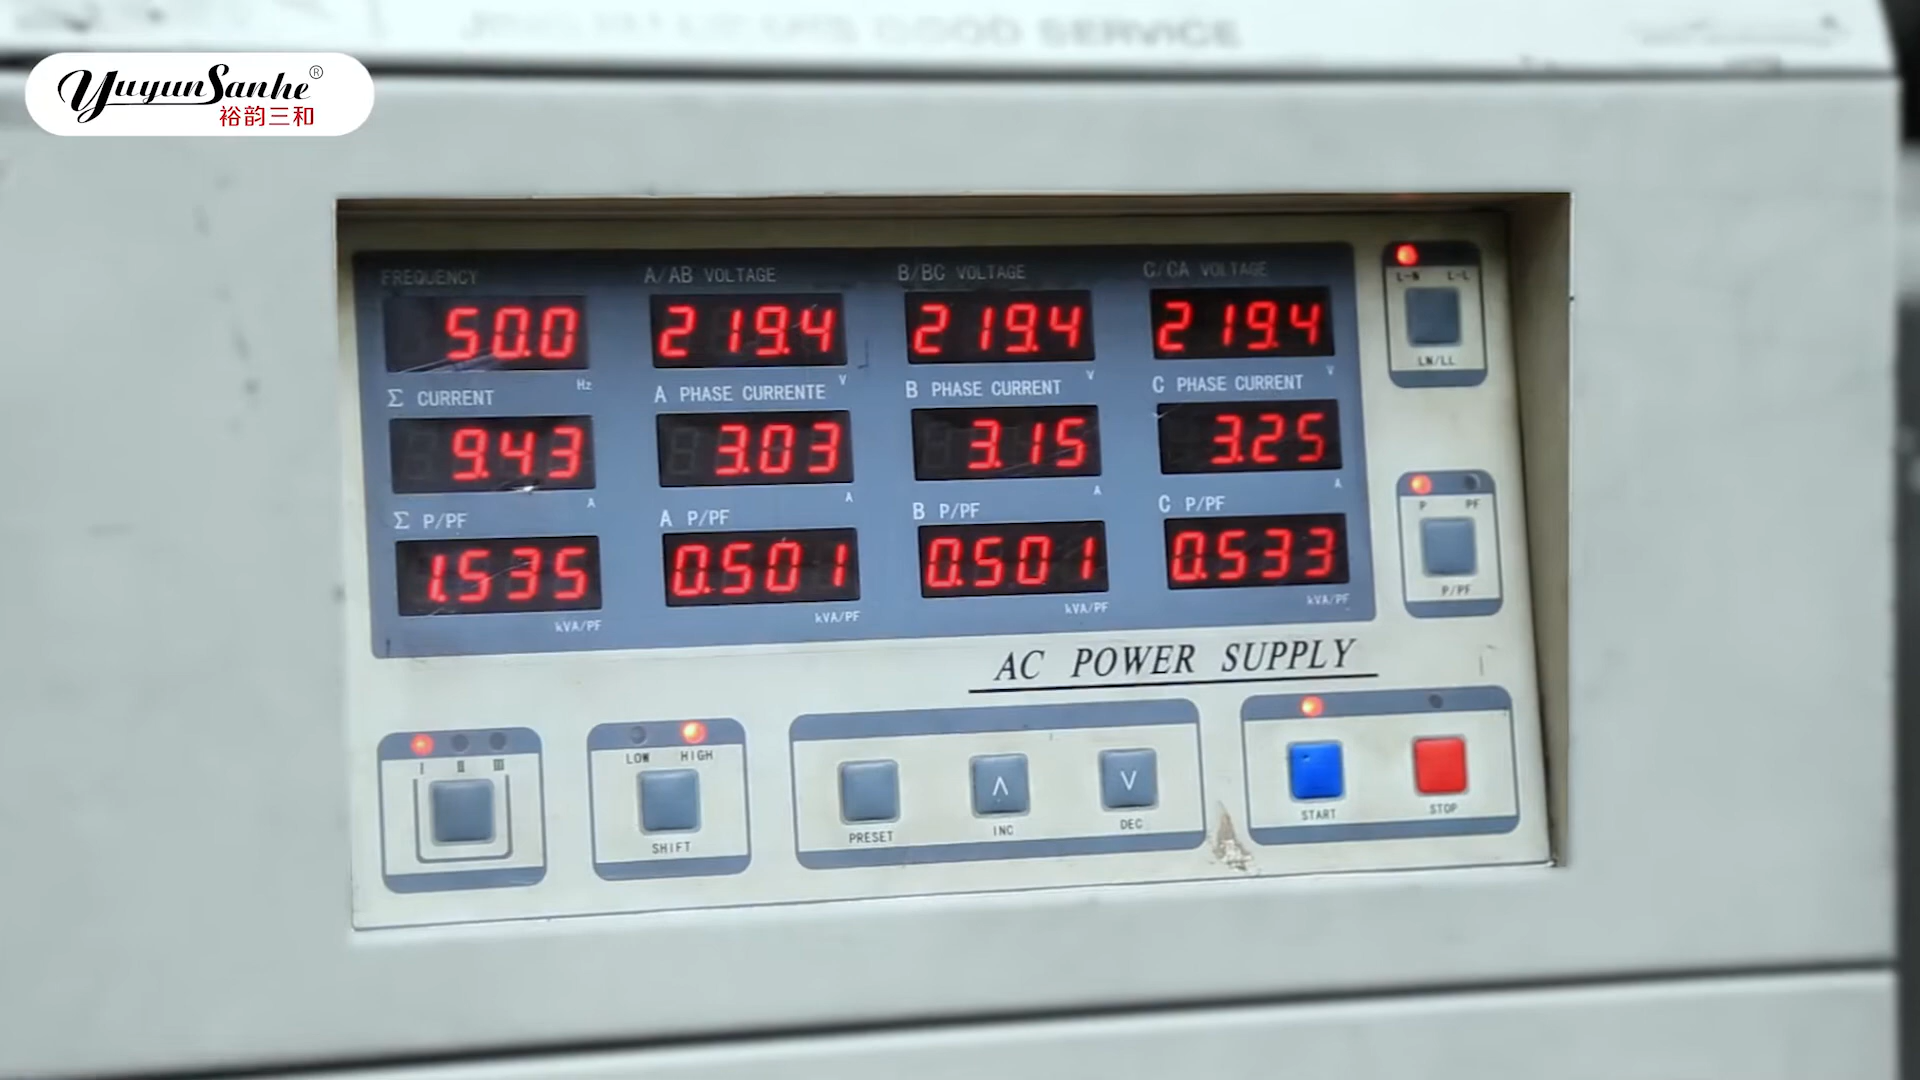 GOOD SERVICE
YuyunSanhe®
裕韵三和
FREQUENCY A/AB VOLTAGE B/BC VOLTAGE C/CA VOLTAGE
50.0 219.4 219.4 219.4
Hz V V V
Σ CURRENT A PHASE CURRENTE B PHASE CURRENT C PHASE CURRENT
9.43 3.03 3.15 3.25
A A A A
Σ P/PF A P/PF B P/PF C P/PF
1.535 0.501 0.501 0.533
kVA/PF kVA/PF kVA/PF kVA/PF
L-N L-L
LN/LL
P PF
P/PF
AC POWER SUPPLY
I II III
LOW HIGH
SHIFT
PRESET
∧
INC
∨
DEC
START
STOP